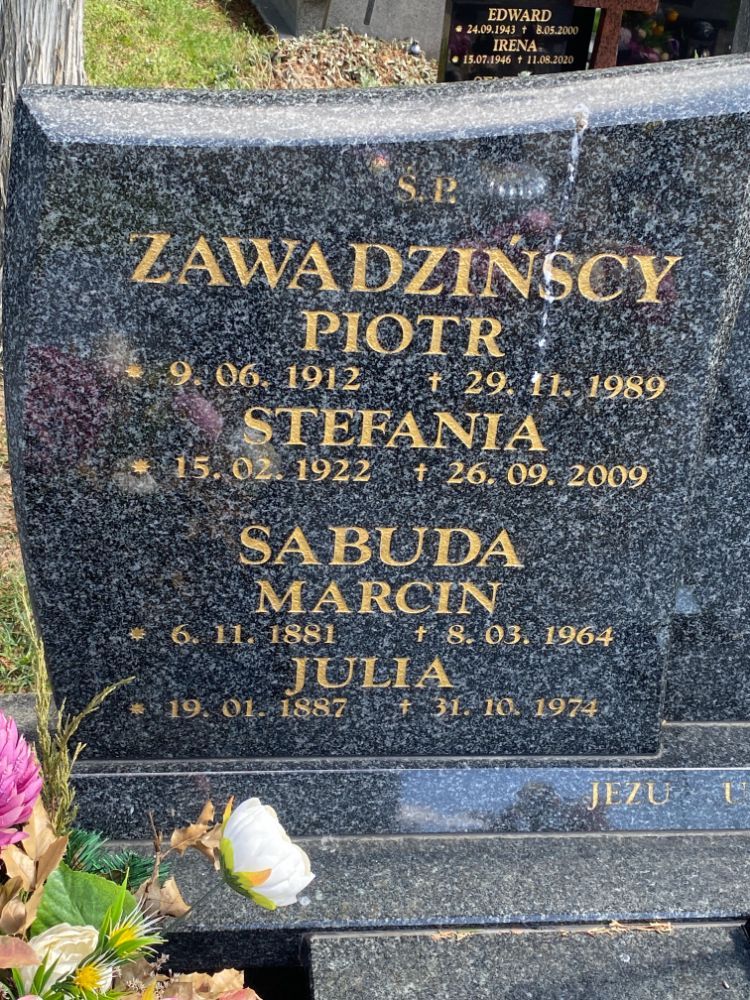 EDWARD
* 24.09.1943 † 8.05.2000
IRENA
* 15.07.1946 † 11.08.2020
Ś.P.
ZAWADZIŃSCY
PIOTR
* 9. 06. 1912 † 29. 11. 1989
STEFANIA
* 15. 02. 1922 † 26. 09. 2009
SABUDA
MARCIN
* 6. 11. 1881 † 8. 03. 1964
JULIA
* 19. 01. 1887 † 31. 10. 1974
JEZU